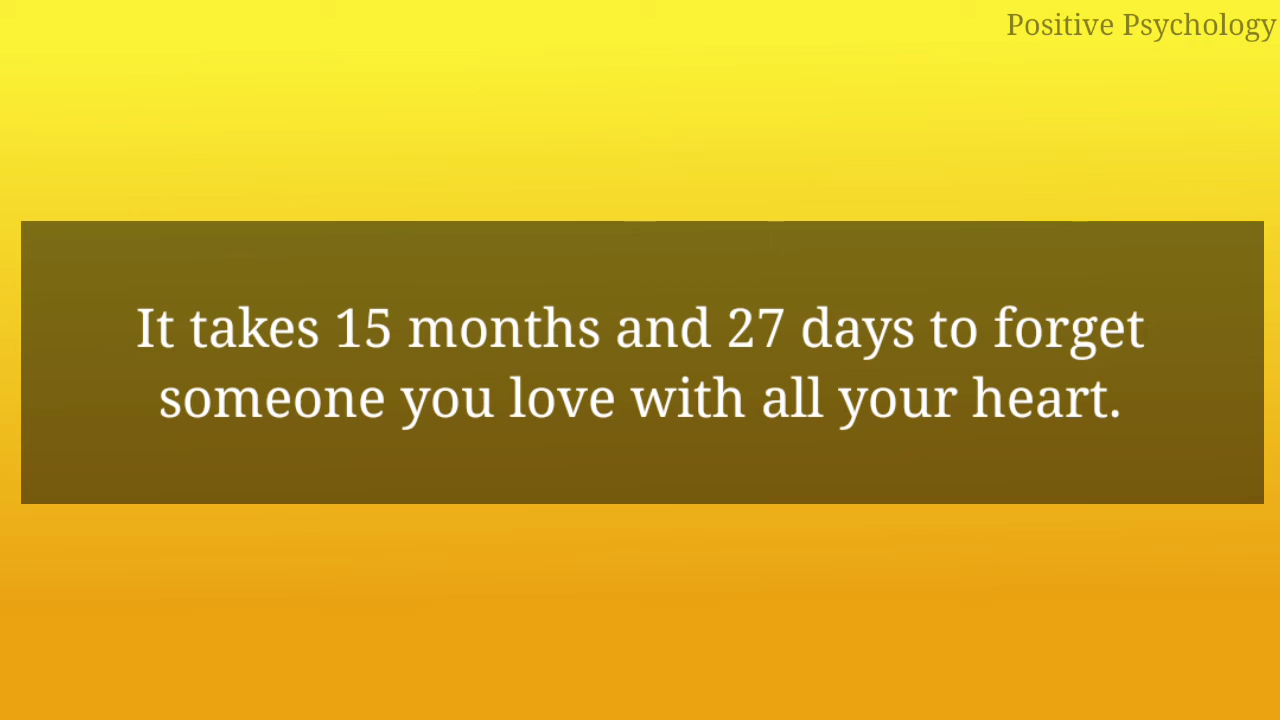 Positive Psychology
It takes 15 months and 27 days to forget
someone you love with all your heart.